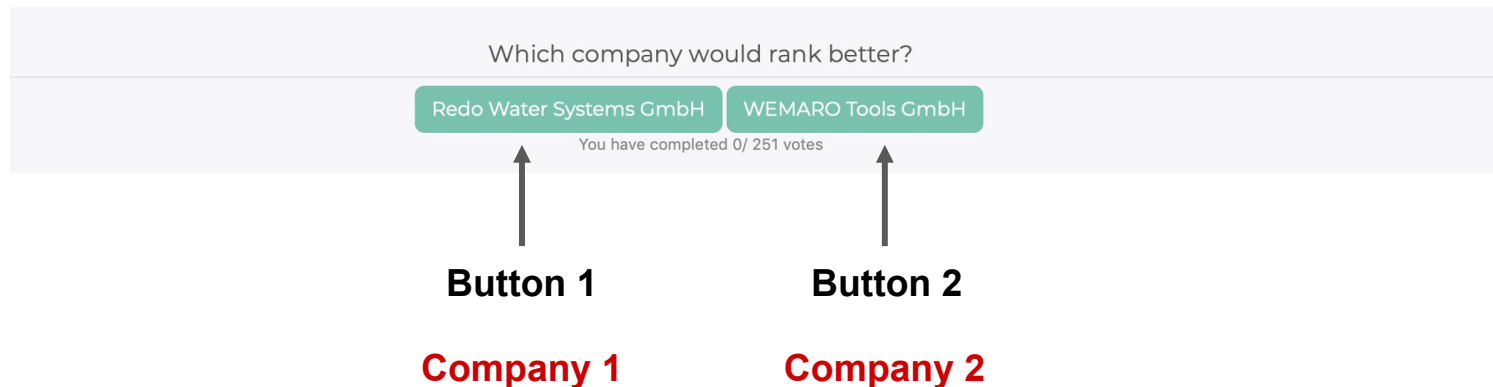 Which company would rank better?
Redo Water Systems GmbH WEMARO Tools GmbH
You have completed 0/ 251 votes
Button 1 Button 2
Company 1 Company 2